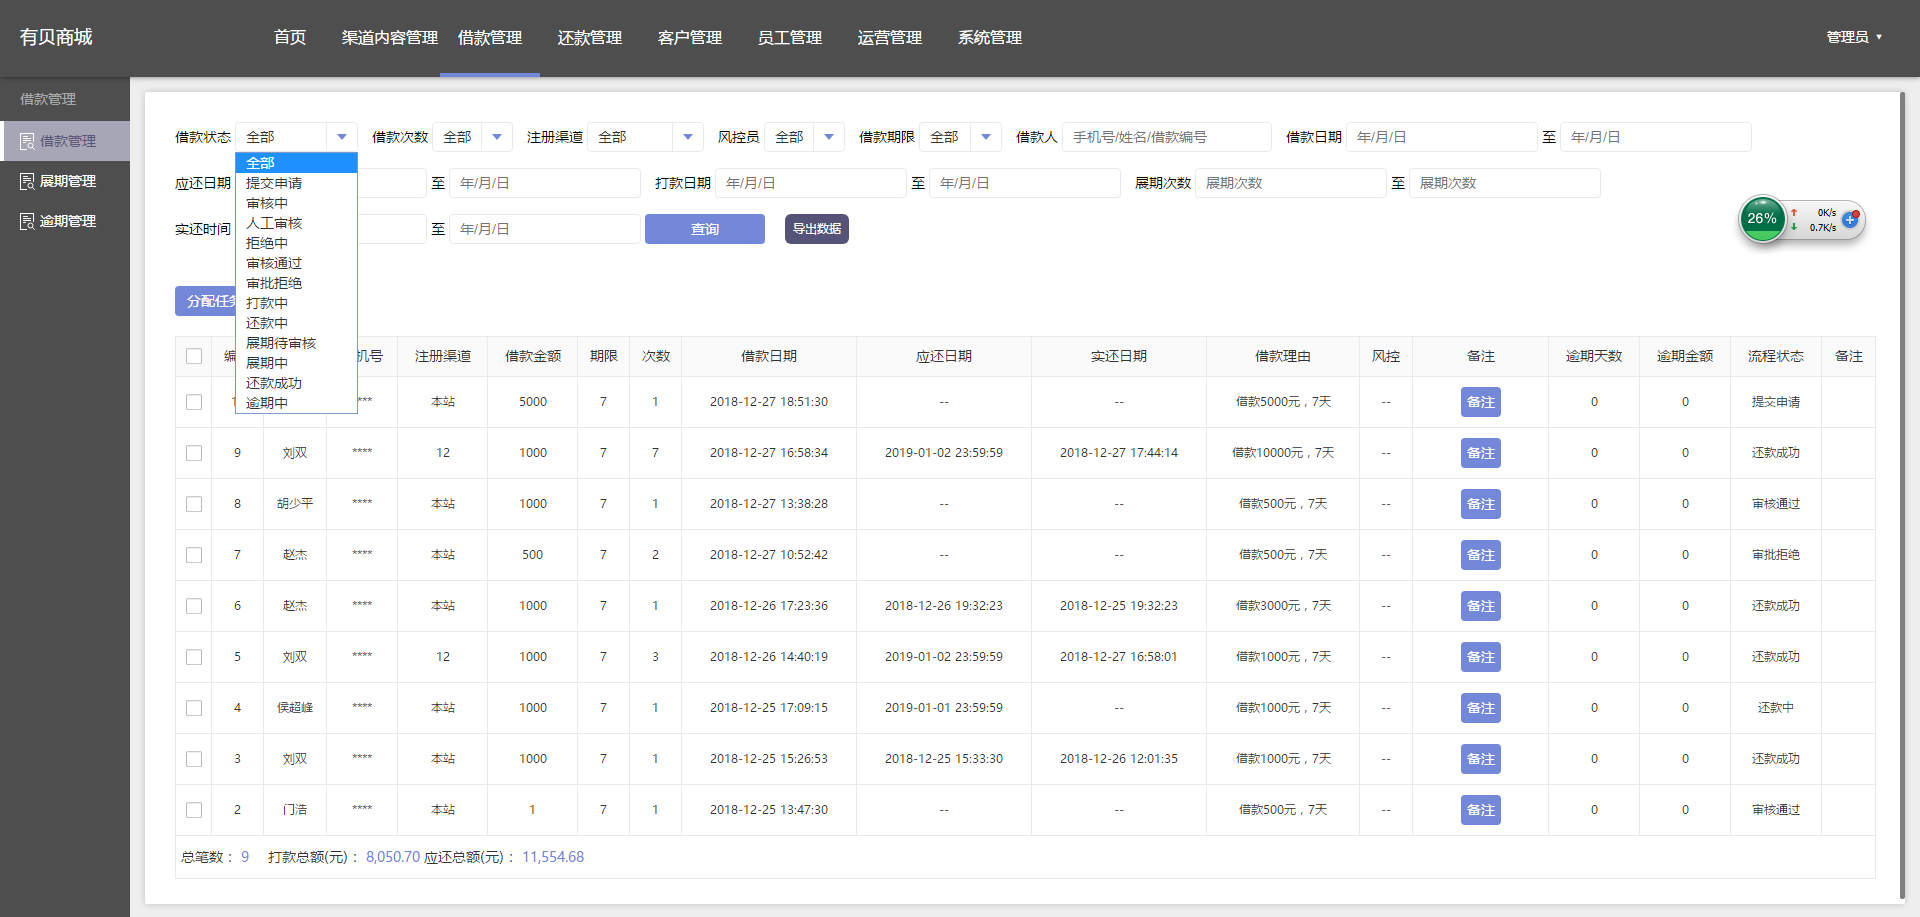 有贝商城 首页 渠道内容管理 借款管理 还款管理 客户管理 员工管理 运营管理 系统管理 管理员
借款管理
借款管理
展期管理
逾期管理
借款状态 全部 借款次数 全部 注册渠道 全部 风控员 全部 借款期限 全部 借款人 手机号/姓名/借款编号 借款日期 年/月/日 至 年/月/日
应还日期 至 年/月/日 打款日期 年/月/日 至 年/月/日 展期次数 展期次数 至 展期次数
实还时间 至 年/月/日 查询 导出数据
全部
提交申请
审核中
人工审核
拒绝中
审核通过
审批拒绝
打款中
还款中
展期待审核
展期中
还款成功
逾期中
26% 0K/s
0.7K/s
分配任务
编 机号 注册渠道 借款金额 期限 次数 借款日期 应还日期 实还日期 借款理由 风控 备注 逾期天数 逾期金额 流程状态 备注
*** 本站 5000 7 1 2018-12-27 18:51:30 -- -- 借款5000元，7天 -- 备注 0 0 提交申请
9 刘双 **** 12 1000 7 7 2018-12-27 16:58:34 2019-01-02 23:59:59 2018-12-27 17:44:14 借款10000元，7天 -- 备注 0 0 还款成功
8 胡少平 **** 本站 1000 7 1 2018-12-27 13:38:28 -- -- 借款500元，7天 -- 备注 0 0 审核通过
7 赵杰 **** 本站 500 7 2 2018-12-27 10:52:42 -- -- 借款500元，7天 -- 备注 0 0 审批拒绝
6 赵杰 **** 本站 1000 7 1 2018-12-26 17:23:36 2018-12-26 19:32:23 2018-12-25 19:32:23 借款3000元，7天 -- 备注 0 0 还款成功
5 刘双 **** 12 1000 7 3 2018-12-26 14:40:19 2019-01-02 23:59:59 2018-12-27 16:58:01 借款1000元，7天 -- 备注 0 0 还款成功
4 侯超峰 **** 本站 1000 7 1 2018-12-25 17:09:15 2019-01-01 23:59:59 -- 借款1000元，7天 -- 备注 0 0 还款中
3 刘双 **** 本站 1000 7 1 2018-12-25 15:26:53 2018-12-25 15:33:30 2018-12-26 12:01:35 借款1000元，7天 -- 备注 0 0 还款成功
2 门浩 **** 本站 1 7 1 2018-12-25 13:47:30 -- -- 借款500元，7天 -- 备注 0 0 审核通过
总笔数： 9 打款总额(元)： 8,050.70 应还总额(元)： 11,554.68